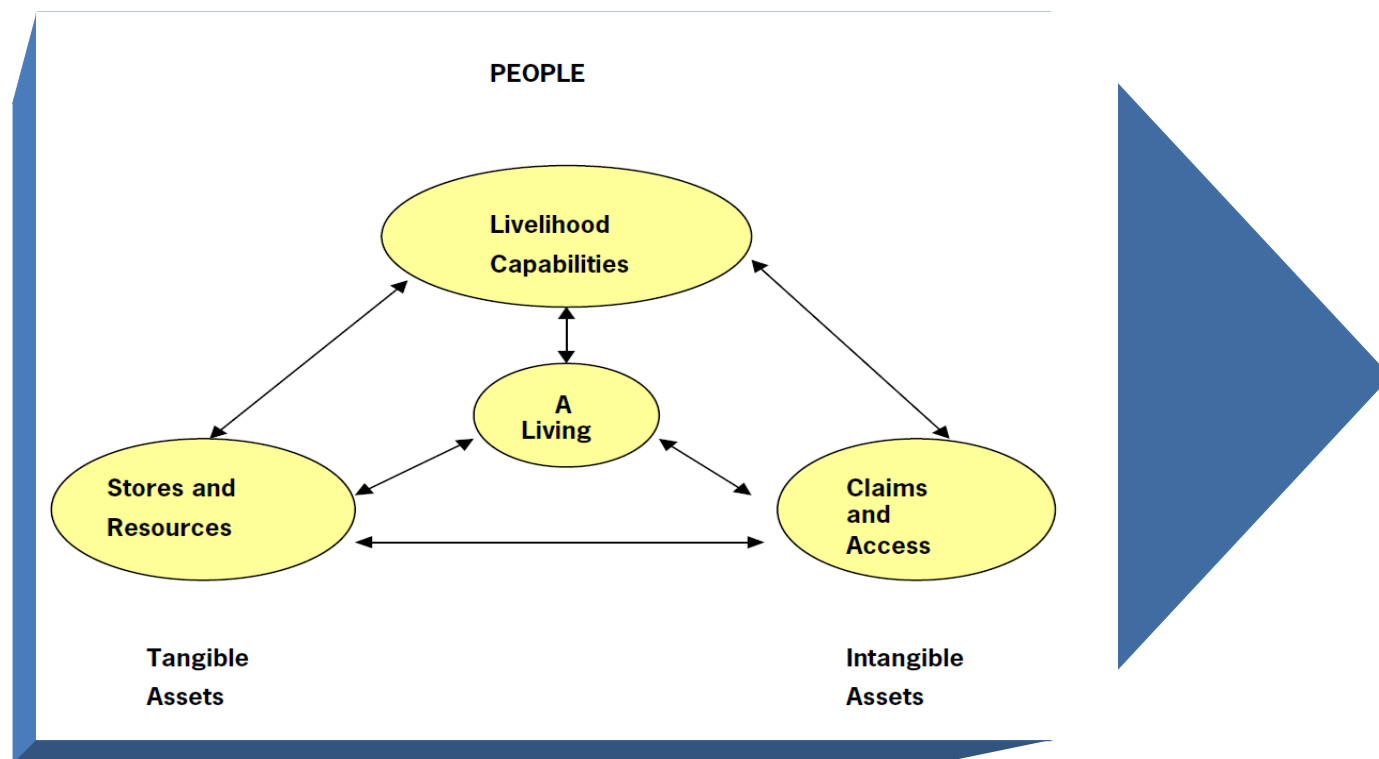 PEOPLE
Livelihood
Capabilities
A
Living
Stores and
Resources
Claims
and
Access
Tangible
Assets
Intangible
Assets